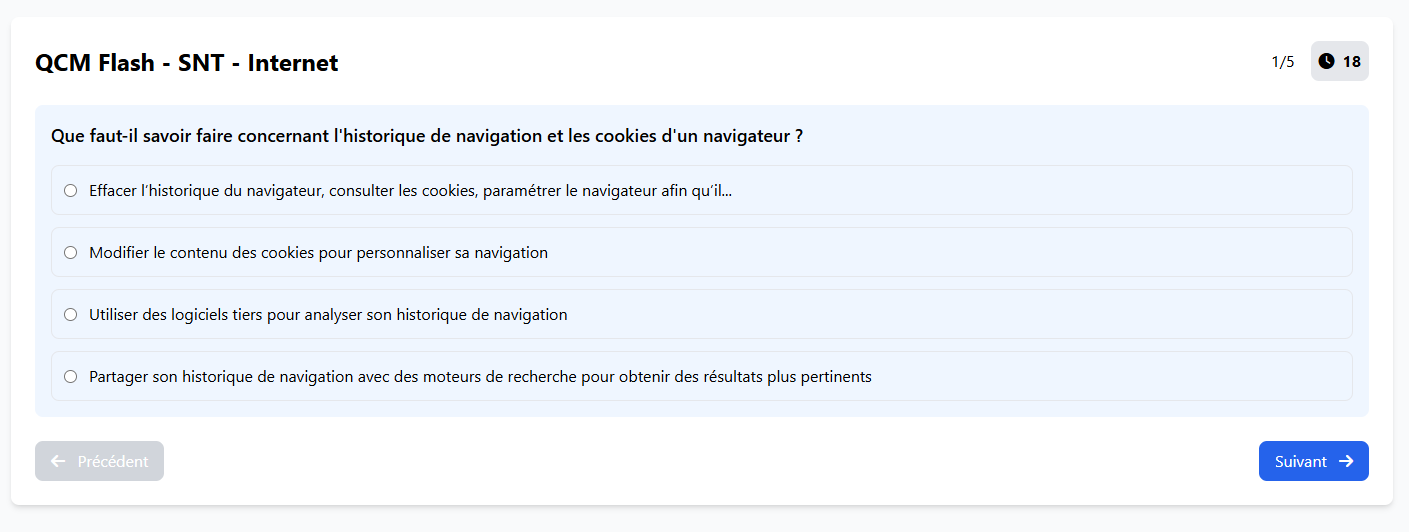 QCM Flash - SNT - Internet
1/5
18
Que faut-il savoir faire concernant l'historique de navigation et les cookies d'un navigateur ?
Effacer l’historique du navigateur, consulter les cookies, paramétrer le navigateur afin qu’il...
Modifier le contenu des cookies pour personnaliser sa navigation
Utiliser des logiciels tiers pour analyser son historique de navigation
Partager son historique de navigation avec des moteurs de recherche pour obtenir des résultats plus pertinents
Précédent
Suivant